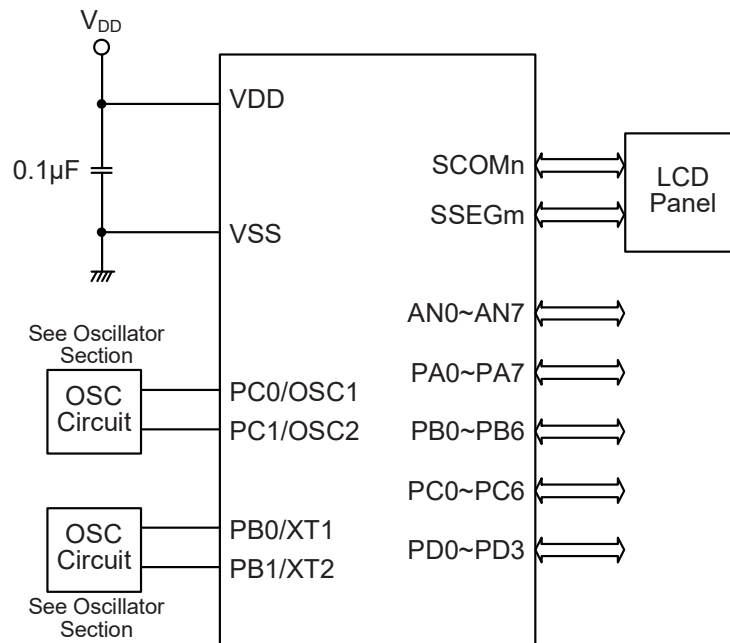 VDD
VDD
0.1µF
VSS
See Oscillator
Section
OSC
Circuit
PC0/OSC1
PC1/OSC2
OSC
Circuit
PB0/XT1
PB1/XT2
See Oscillator
Section
SCOMn
SSEGm
LCD
Panel
AN0~AN7
PA0~PA7
PB0~PB6
PC0~PC6
PD0~PD3